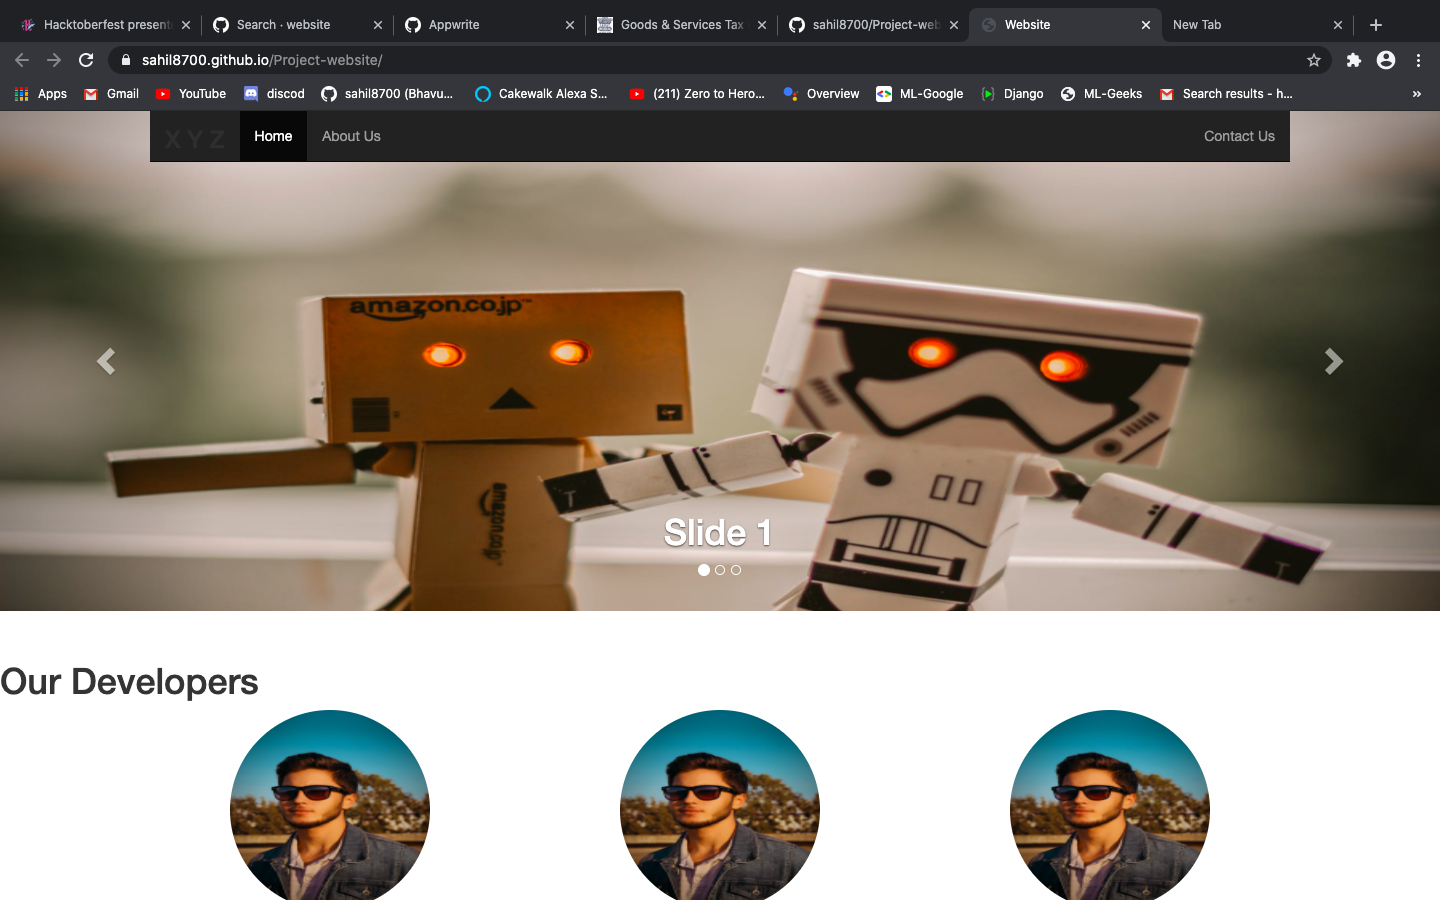 Hacktoberfest present
Search · website
Appwrite
Goods & Services Tax
sahil8700/Project-web
Website
New Tab
sahil8700.github.io/Project-website/
Apps
Gmail
YouTube
discod
sahil8700 (Bhavu...
Cakewalk Alexa S...
(211) Zero to Hero...
Overview
ML-Google
Django
ML-Geeks
Search results - h...
»
X Y Z
Home
About Us
Contact Us
amazon.co.jp™
amazon.co.jp
T
T
Slide 1
Our Developers